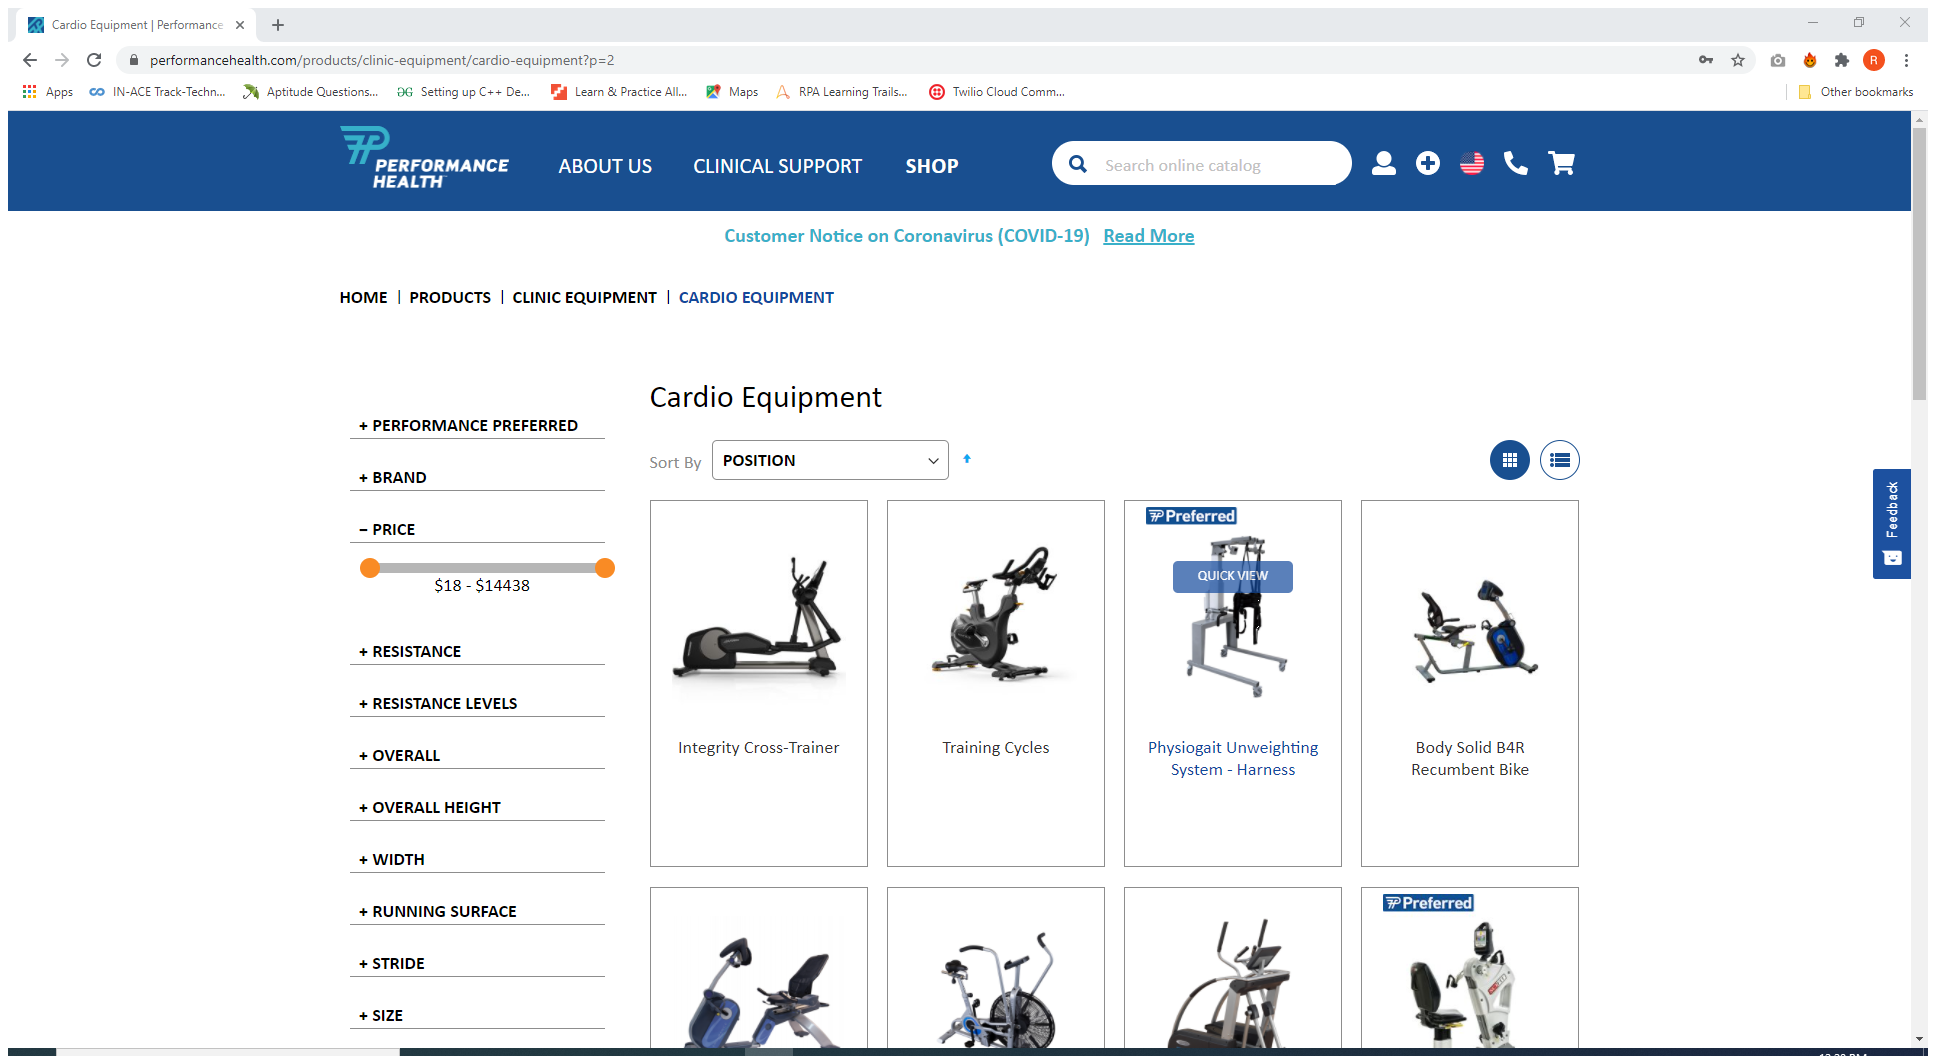 Cardio Equipment | Performance
performancehealth.com/products/clinic-equipment/cardio-equipment?p=2
R
Apps
IN-ACE Track-Techn...
Aptitude Questions...
Setting up C++ De...
Learn & Practice All...
Maps
RPA Learning Trails...
Twilio Cloud Comm...
Other bookmarks
PERFORMANCE
HEALTH
ABOUT US
CLINICAL SUPPORT
SHOP
Search online catalog
Customer Notice on Coronavirus (COVID-19) Read More
HOME | PRODUCTS | CLINIC EQUIPMENT | CARDIO EQUIPMENT
Cardio Equipment
Sort By
POSITION
+ PERFORMANCE PREFERRED
+ BRAND
− PRICE
$18 - $14438
+ RESISTANCE
+ RESISTANCE LEVELS
+ OVERALL
+ OVERALL HEIGHT
+ WIDTH
+ RUNNING SURFACE
+ STRIDE
+ SIZE
Integrity Cross-Trainer
Training Cycles
Preferred
QUICK VIEW
Physiogait Unweighting
System - Harness
Body Solid B4R
Recumbent Bike
Preferred
Feedback